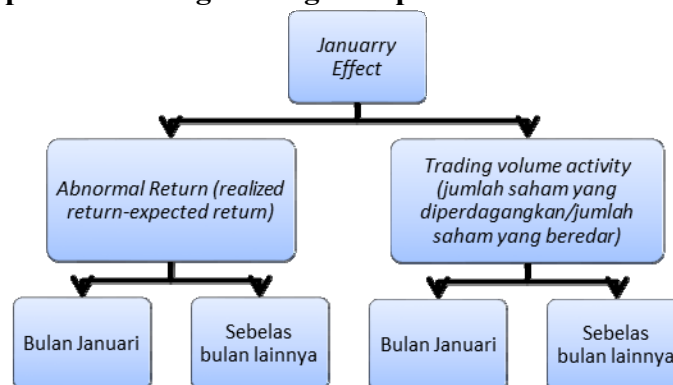 Januarry
Effect
Abnormal Return (realized
return-expected return)
Trading volume activity
(jumlah saham yang
diperdagangkan/jumlah
saham yang beredar)
Bulan Januari
Sebelas
bulan lainnya
Bulan Januari
Sebelas
bulan lainnya